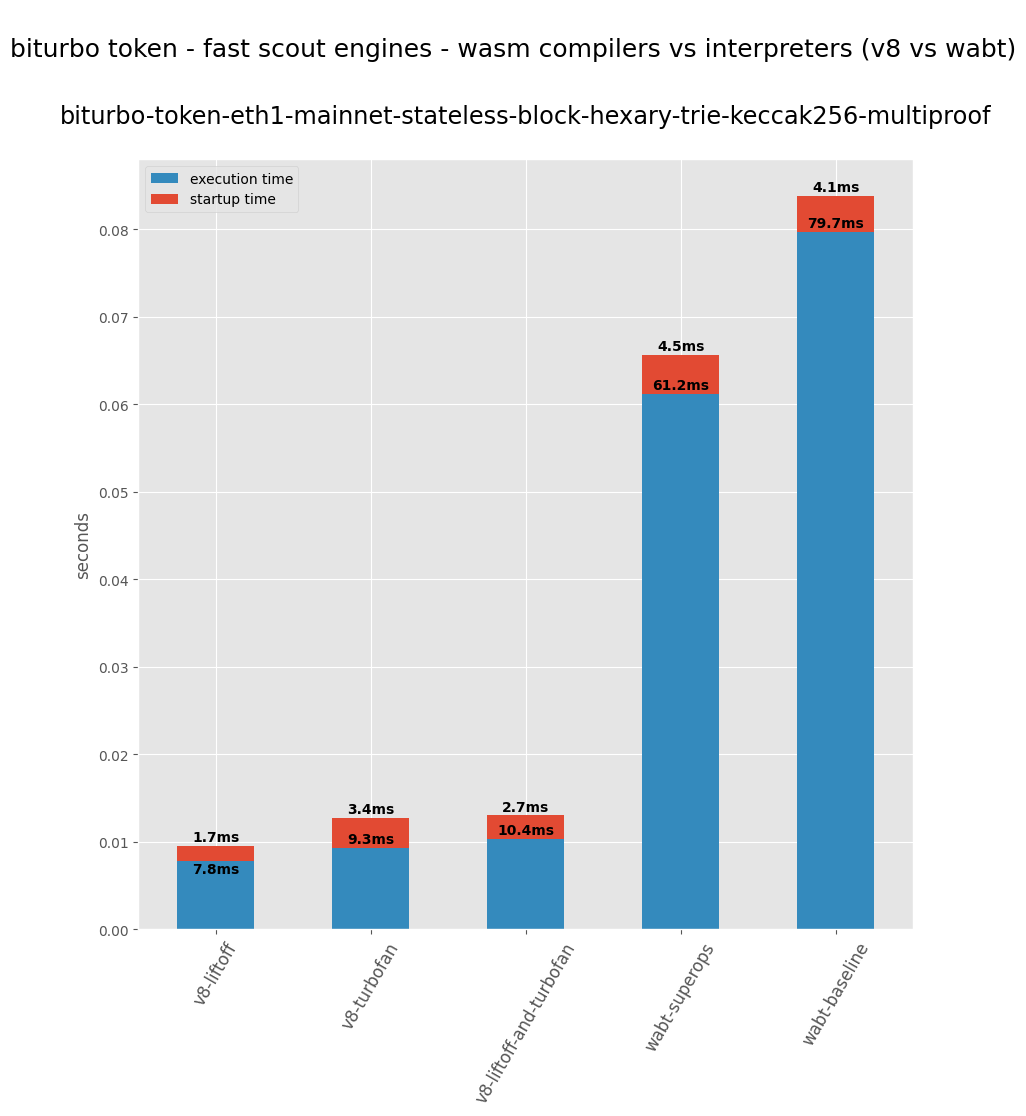 biturbo token - fast scout engines - wasm compilers vs interpreters (v8 vs wabt)
biturbo-token-eth1-mainnet-stateless-block-hexary-trie-keccak256-multiproof
execution time
startup time
4.1ms
79.7ms
4.5ms
61.2ms
3.4ms
9.3ms
2.7ms
10.4ms
1.7ms
7.8ms
seconds
0.08
0.07
0.06
0.05
0.04
0.03
0.02
0.01
0.00
v8-liftoff
v8-turbofan
v8-liftoff-and-turbofan
wabt-superops
wabt-baseline